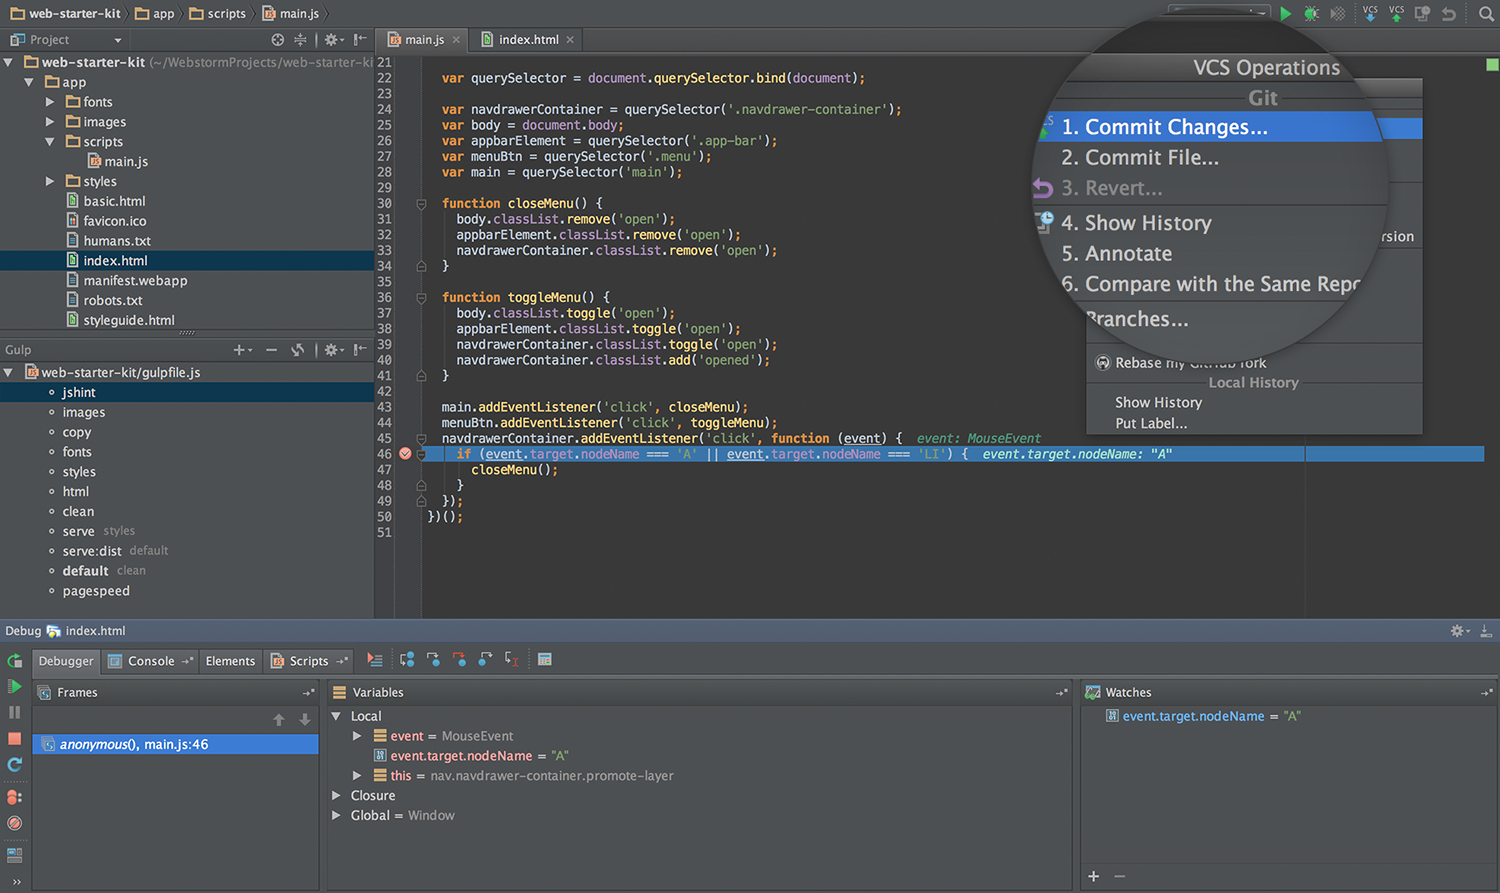 web-starter-kit app scripts main.js
VCS VCS
Project
web-starter-kit (~/WebstormProjects/web-starter-ki
app
fonts
images
scripts
main.js
styles
basic.html
favicon.ico
humans.txt
index.html
manifest.webapp
robots.txt
styleguide.html
Gulp
web-starter-kit/gulpfile.js
jshint
images
copy
fonts
styles
html
clean
serve styles
serve:dist default
default clean
pagespeed
main.js index.html
21
22 var querySelector = document.querySelector.bind(document);
23
24 var navdrawerContainer = querySelector('.navdrawer-container');
25 var body = document.body;
26 var appbarElement = querySelector('.app-bar');
27 var menuBtn = querySelector('.menu');
28 var main = querySelector('main');
29
30 function closeMenu() {
31 body.classList.remove('open');
32 appbarElement.classList.remove('open');
33 navdrawerContainer.classList.remove('open');
34 }
35
36 function toggleMenu() {
37 body.classList.toggle('open');
38 appbarElement.classList.toggle('open');
39 navdrawerContainer.classList.toggle('open');
40 navdrawerContainer.classList.add('opened');
41 }
42
43 main.addEventListener('click', closeMenu);
44 menuBtn.addEventListener('click', toggleMenu);
45 navdrawerContainer.addEventListener('click', function (event) { event: MouseEvent
46 if (event.target.nodeName === 'A' || event.target.nodeName === 'LI') { event.target.nodeName: "A"
47 closeMenu();
48 }
49 });
50 })();
51
VCS Operations
Git
1. Commit Changes...
2. Commit File...
3. Revert...
4. Show History
rsion
5. Annotate
6. Compare with the Same Repo
Branches...
Rebase my GitHub fork
Local History
Show History
Put Label...
Debug index.html
Debugger Console Elements Scripts
Frames
anonymous(), main.js:46
Variables
Local
event = MouseEvent
event.target.nodeName = "A"
this = nav.navdrawer-container.promote-layer
Closure
Global = Window
Watches
event.target.nodeName = "A"